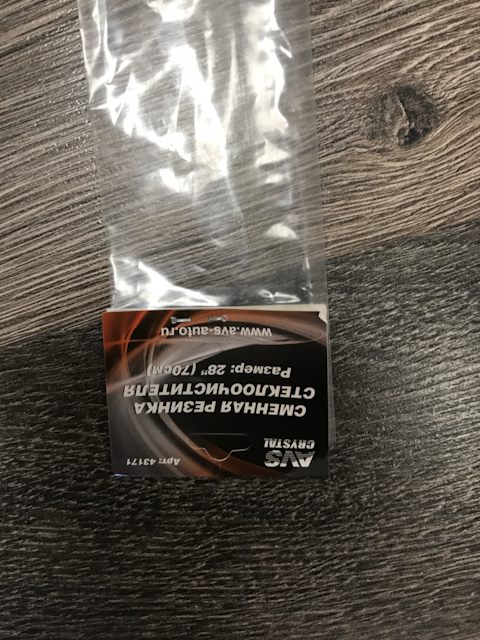 AVS
CRYSTAL
Арт: 43171
СМЕННАЯ РЕЗИНКА
СТЕКЛООЧИСТИТЕЛЯ
Размер: 28" (70см)
www.avs-auto.ru